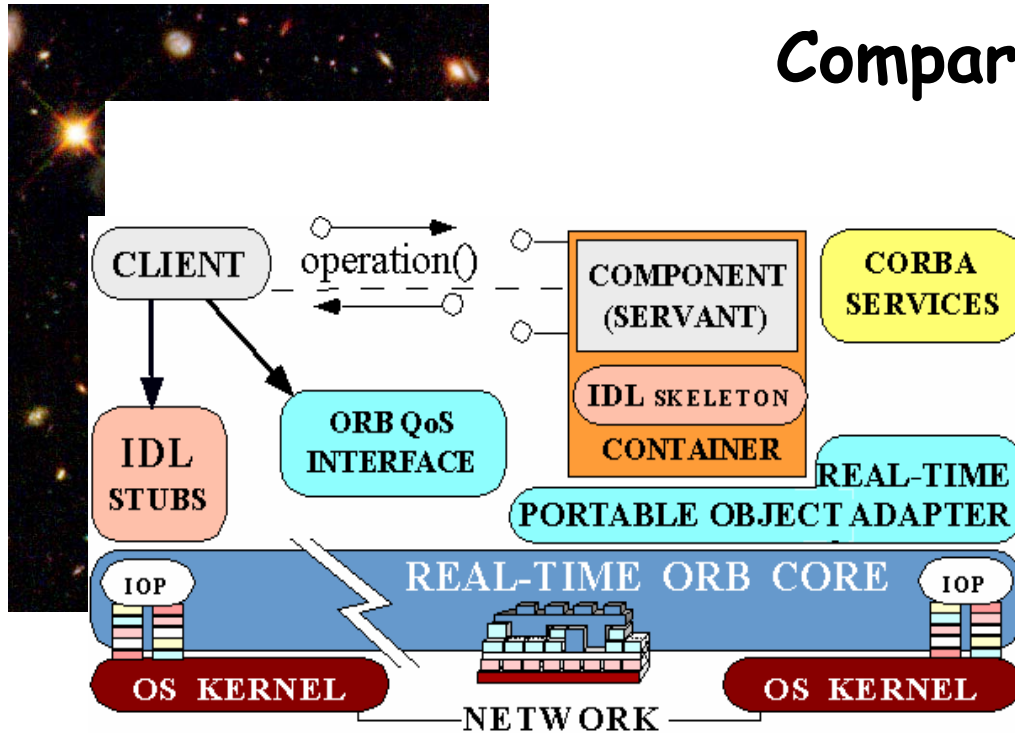 Compar
CLIENT
operation()
COMPONENT
(SERVANT)
CORBA
SERVICES
IDL SKELETON
CONTAINER
ORB QoS
INTERFACE
IDL
STUBS
REAL-TIME
PORTABLE OBJECT ADAPTER
REAL-TIME ORB CORE
IOP
IOP
OS KERNEL
OS KERNEL
NETWORK